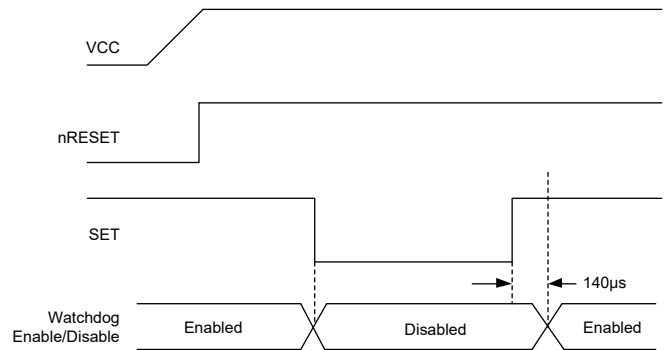 VCC
nRESET
SET
140µs
Watchdog
Enable/Disable
Enabled
Disabled
Enabled